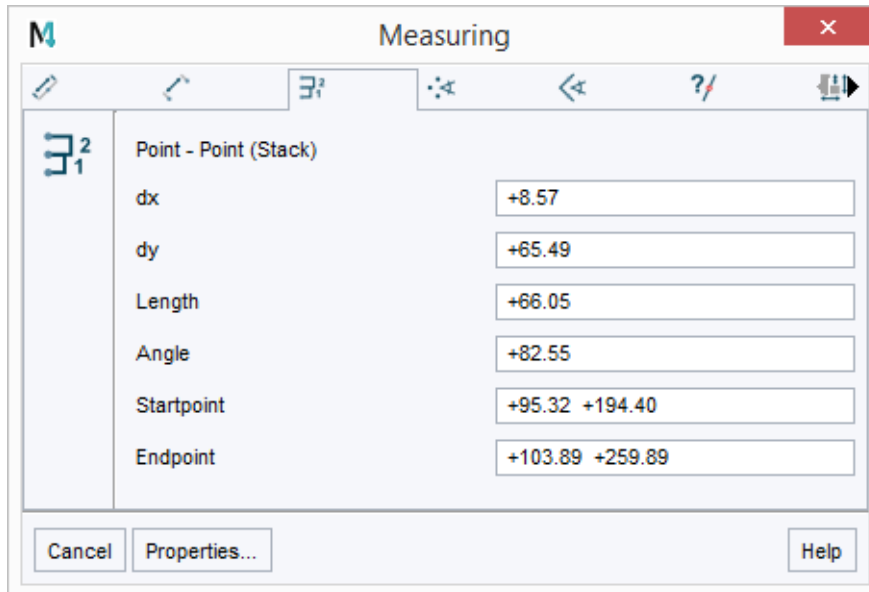 Measuring
Point - Point (Stack)
dx +8.57
dy +65.49
Length +66.05
Angle +82.55
Startpoint +95.32 +194.40
Endpoint +103.89 +259.89
Cancel Properties... Help